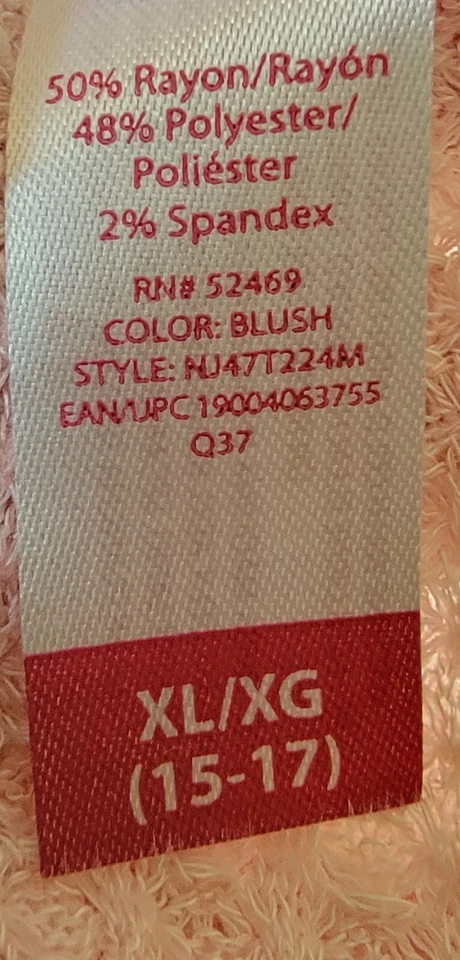 50% Rayon/Rayón
48% Polyester/
Poliéster
2% Spandex
RN# 52469
COLOR: BLUSH
STYLE: NJ47T224M
EAN/UPC 19004063755
Q37
XL/XG
(15-17)